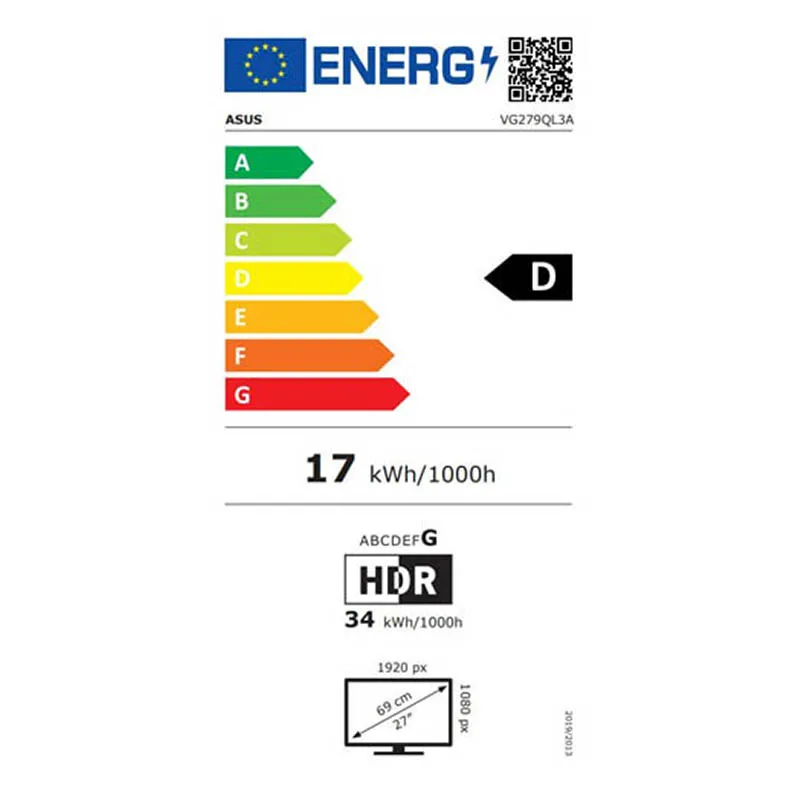 ENERG
ASUS VG279QL3A
A
B
C
D
D
E
F
G
17 kWh/1000h
ABCDEFG
HDR
34 kWh/1000h
1920 px
69 cm
27"
1080 px
2019/2013